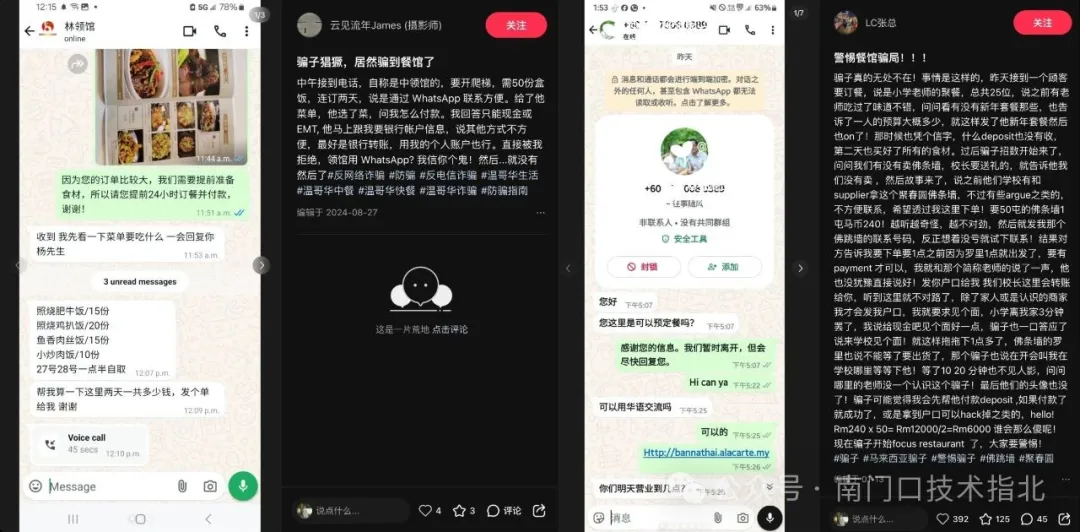 12:15
5G 78%
1/3
林领馆
online
11:44 a.m.
因为您的订单比较大，我们需要提前准备
食材，所以请您提前24小时订餐并付款，
谢谢！
11:51 a.m.
收到 我先看一下菜单要吃什么 一会回复你
杨先生
11:53 a.m.
3 unread messages
照烧肥牛饭/15份
照烧鸡扒饭/20份
鱼香肉丝饭/15份
小炒肉饭/10份
27号28号一点半自取
12:07 p.m.
帮我算一下这里两天一共多少钱，发个单
给我 谢谢
12:09 p.m.
Voice call
45 secs
12:10 p.m.
Message
云见流年James (摄影师)
关注
骗子猖獗，居然骗到餐馆了
中午接到电话，自称是中领馆的，要开爬梯，需50份盒
饭，连订两天，说是通过 WhatsApp 联系方便。给了他
菜单，他选了菜，问我怎么付款。我回答只能现金或
EMT, 他马上跟我要银行帐户信息，说其他方式不方
便，最好是银行转账，用我的个人账户也行。直接被我
拒绝，领馆用 WhatsApp? 我信你个鬼！然后...就没有
然后了#反网络诈骗 #防骗 #反电信诈骗 #温哥华生活
#温哥华中餐 #温哥华快餐 #温哥华诈骗 #防骗指南
编辑于 2024-08-27
这是一片荒地 点击评论
说点什么...
4
3
评论
1:53
63%
1/7
+60
在线
昨天
消息和通话都会进行端到端加密。对话之
外的任何人，甚至包含 WhatsApp 都无法
读取或收听。点击了解更多。
+60
~ 往事随风
非联系人 • 没有共同群组
安全工具
封锁
添加
您好
下午5:07
您这里是可以预定餐吗？
下午5:07
感谢您的信息。我们暂时离开，但会
尽快回复您。
下午5:07
Hi can ya
下午5:22
可以用华语交流吗
下午5:25
可以的
下午5:25
Http://bannathai.alacarte.my
下午5:26
你们明天营业到几点？
下午5:26
消息
LC张总
关注
警惕餐馆骗局！！！
骗子真的无处不在！事情是这样的，昨天接到一个顾客
要订餐，说是小学老师的聚餐，总共25位，说之前有老
师吃过了味道不错，问问看有没有新年套餐那些，也告
诉了一人的预算大概多少，就这样发了他新年套餐然后
也on了！那时候也凭个信字，什么deposit也没有收，
第二天也买好了所有的食材。过后骗子招数开始来了，
问问我们有没有卖佛条墙，校长要送礼的，就告诉他我
们没有卖 ，然后故事来了，说之前他们学校有和
supplier拿这个聚春圆佛条墙，不过有些argue之类的，
不方便联系，希望透过我这里下单！要50屯的佛条墙1
屯马币240！越听越奇怪，越不对劲，然后就发我那个
佛跳墙的联系号码，反正想着没亏就试下联系！结果对
方告诉我要下单要1点之前因为罗里1点就出发了，要有
payment 才可以，我就和那个简称老师的说了一声，他
也没犹豫直接说好！发你户口给我 我们校长这里会转账
给你，听到这里就不对路了，除了家人或是认识的商家
我才会发我户口，我就要求见个面，小学离我家3分钟
罢了，我说给现金吧见个面好一点，骗子也一口答应了
说来学校见个面！就这样拖拖下1点多了，佛条墙的罗
里也说不能等了要出货了，那个骗子也说在开会叫我在
学校哪里等等下他！等了10 20 分钟也不见人影，问问
哪里的老师没一个认识这个骗子！最后他们的头像也没
了！骗子可能觉得我会先帮他付款deposit ,如果付款了
就成功了，或是拿到户口可以hack掉之类的，hello!
Rm240 x 50= Rm12000/2=Rm6000 谁会那么傻呢！
现在骗子开始focus restaurant 了，大家要警惕！
#骗子 #马来西亚骗子 #警惕骗子 #佛跳墙 #聚春圆
说点什么...
392
125
45
公众号 · 南门口技术指北